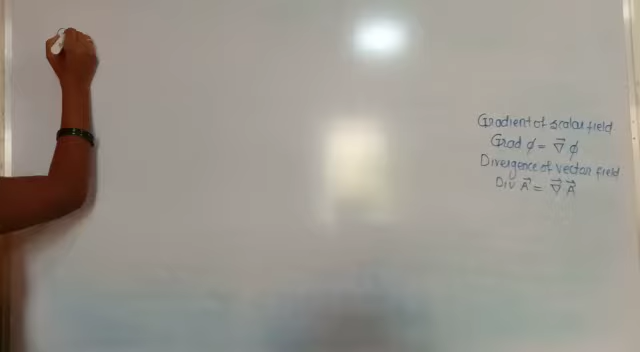 Gradient of scalar field
Grad ϕ = ∇⃗ ϕ
Divergence of vector field
Div A⃗ = ∇⃗ A⃗